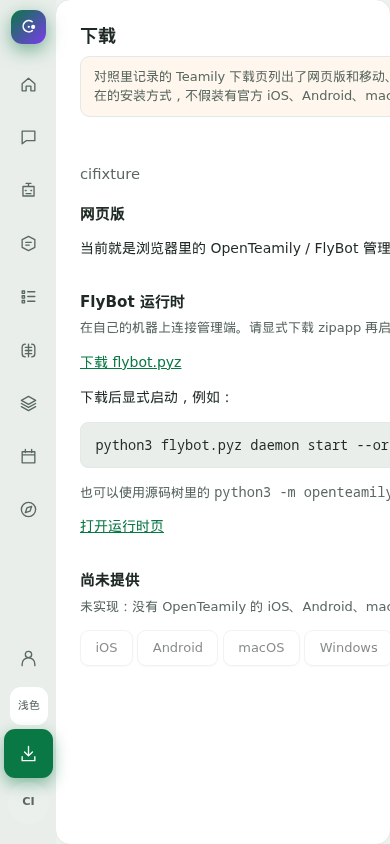 下载
对照里记录的 Teamily 下载页列出了网页版和移动、
在的安装方式，不假装有官方 iOS、Android、mac
cifixture
网页版
当前就是浏览器里的 OpenTeamily / FlyBot 管理
FlyBot 运行时
在自己的机器上连接管理端。请显式下载 zipapp 再启
下载 flybot.pyz
下载后显式启动，例如：
python3 flybot.pyz daemon start --or
也可以使用源码树里的 python3 -m openteamily
打开运行时页
尚未提供
未实现：没有 OpenTeamily 的 iOS、Android、mac
iOS
Android
macOS
Windows
浅色
CI